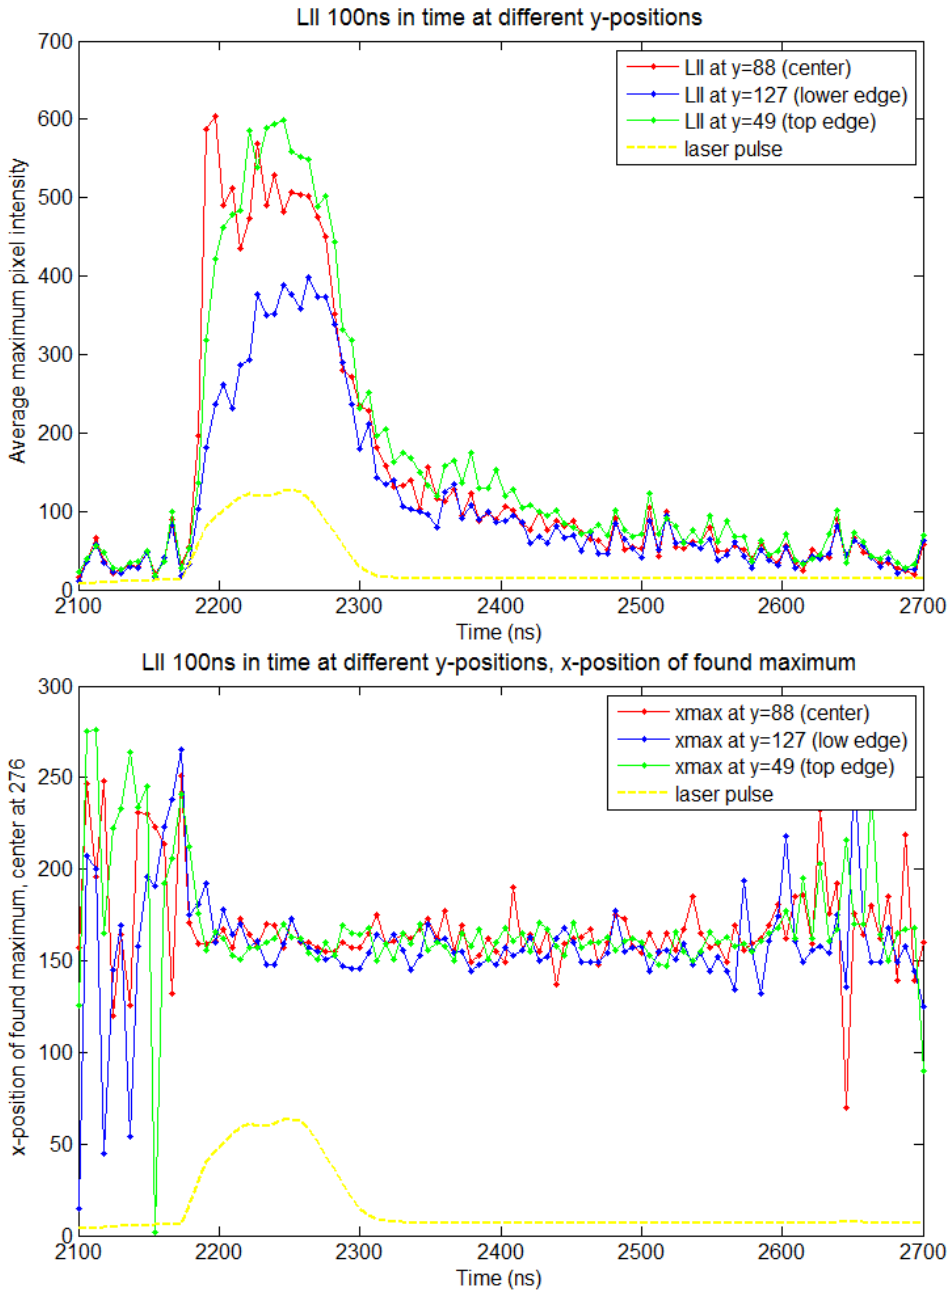 LII 100ns in time at different y-positions
700
600
500
400
300
200
100
0
Average maximum pixel intensity
LII at y=88 (center)
LII at y=127 (lower edge)
LII at y=49 (top edge)
laser pulse
2100
2200
2300
2400
2500
2600
2700
Time (ns)
LII 100ns in time at different y-positions, x-position of found maximum
300
250
200
150
100
50
0
x-position of found maximum, center at 276
xmax at y=88 (center)
xmax at y=127 (low edge)
xmax at y=49 (top edge)
laser pulse
2100
2200
2300
2400
2500
2600
2700
Time (ns)